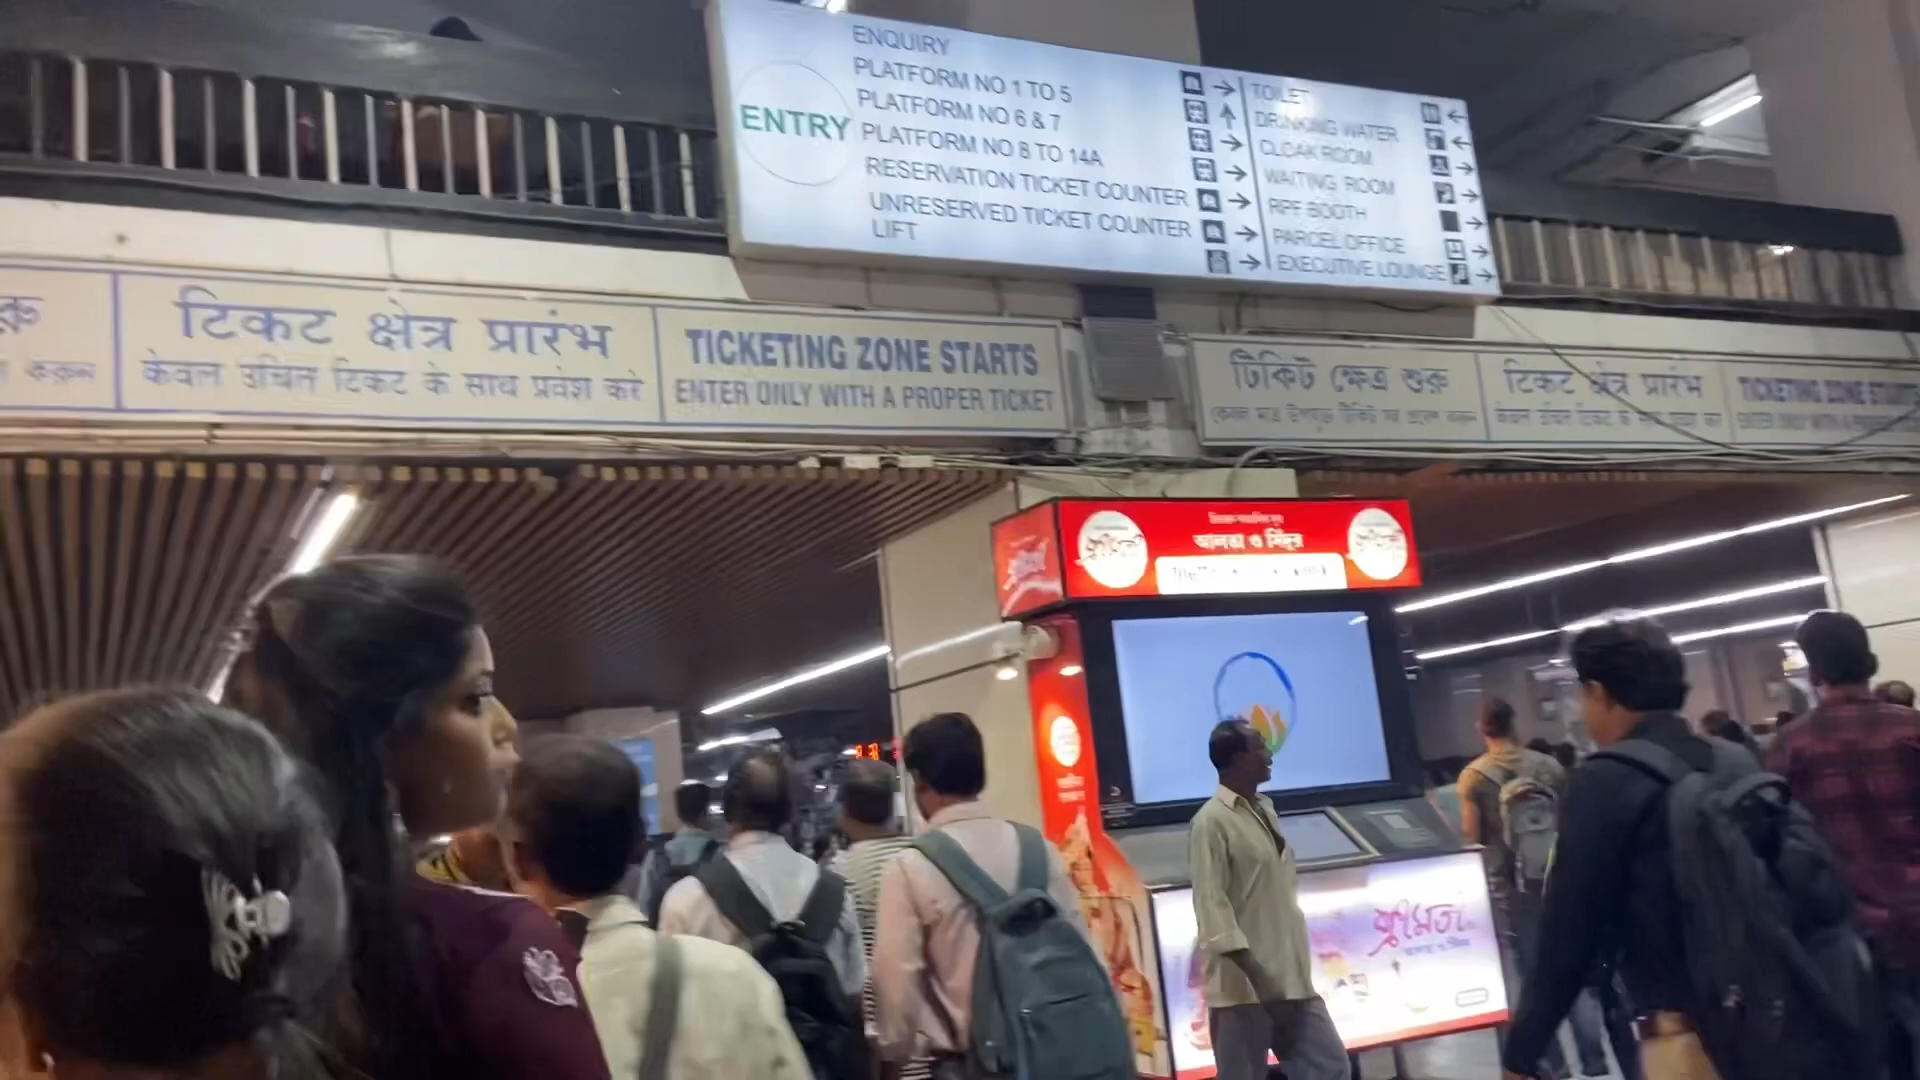 ENTRY
ENQUIRY
PLATFORM NO 1 TO 5
PLATFORM NO 6 & 7
PLATFORM NO 8 TO 14A
RESERVATION TICKET COUNTER
UNRESERVED TICKET COUNTER
LIFT
TOILET
DRINKING WATER
CLOAK ROOM
WAITING ROOM
RPF BOOTH
PARCEL OFFICE
EXECUTIVE LOUNGE
টিকট क्षेत्र प्रारंभ
केवल उचित टिकट के साथ प्रवेश करे
TICKETING ZONE STARTS
ENTER ONLY WITH A PROPER TICKET
টিকিট ক্ষেত্র শুরু
टिकट क्षेत्र प्रारंभ
TICKETING ZONE STARTS
আলতা ও সিঁদুর
শ্রীমতী